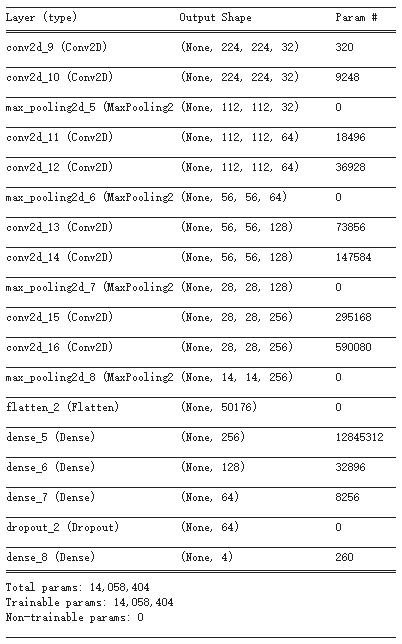 Layer (type) Output Shape Param #
conv2d_9 (Conv2D) (None, 224, 224, 32) 320
conv2d_10 (Conv2D) (None, 224, 224, 32) 9248
max_pooling2d_5 (MaxPooling2 (None, 112, 112, 32) 0
conv2d_11 (Conv2D) (None, 112, 112, 64) 18496
conv2d_12 (Conv2D) (None, 112, 112, 64) 36928
max_pooling2d_6 (MaxPooling2 (None, 56, 56, 64) 0
conv2d_13 (Conv2D) (None, 56, 56, 128) 73856
conv2d_14 (Conv2D) (None, 56, 56, 128) 147584
max_pooling2d_7 (MaxPooling2 (None, 28, 28, 128) 0
conv2d_15 (Conv2D) (None, 28, 28, 256) 295168
conv2d_16 (Conv2D) (None, 28, 28, 256) 590080
max_pooling2d_8 (MaxPooling2 (None, 14, 14, 256) 0
flatten_2 (Flatten) (None, 50176) 0
dense_5 (Dense) (None, 256) 12845312
dense_6 (Dense) (None, 128) 32896
dense_7 (Dense) (None, 64) 8256
dropout_2 (Dropout) (None, 64) 0
dense_8 (Dense) (None, 4) 260
Total params: 14,058,404
Trainable params: 14,058,404
Non-trainable params: 0